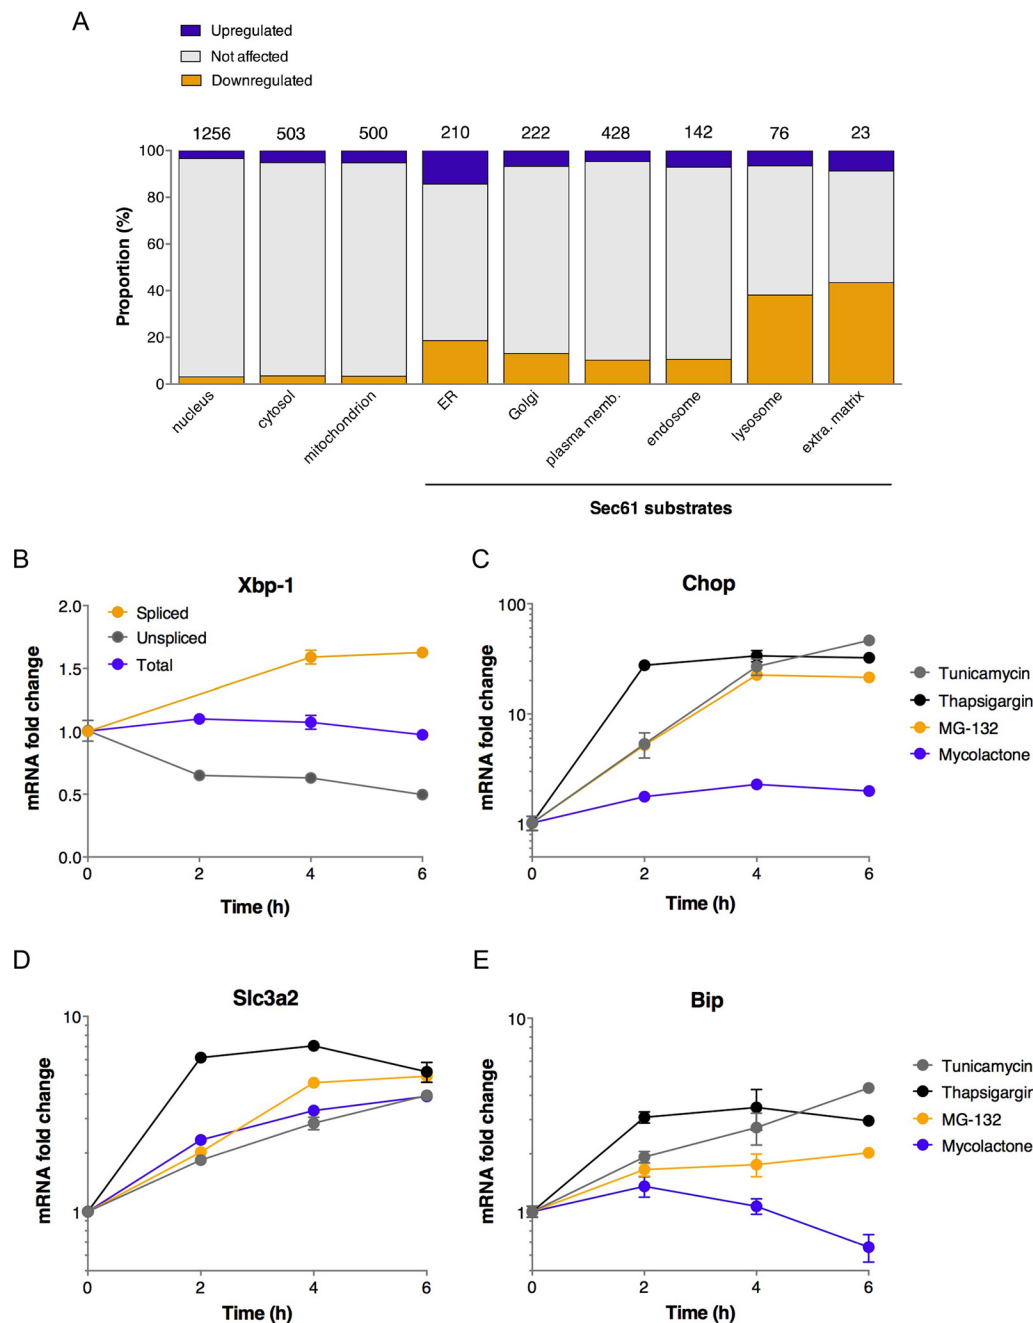 A
Upregulated
Not affected
Downregulated
1256 503 500 210 222 428 142 76 23
Proportion (%)
100
80
60
40
20
0
nucleus
cytosol
mitochondrion
ER
Golgi
plasma memb.
endosome
lysosome
extra. matrix
Sec61 substrates
B
Xbp-1
mRNA fold change
2.0
1.5
1.0
0.5
0.0
Spliced
Unspliced
Total
0 2 4 6
Time (h)
C
Chop
mRNA fold change
100
10
1
0 2 4 6
Time (h)
Tunicamycin
Thapsigargin
MG-132
Mycolactone
D
Slc3a2
mRNA fold change
10
1
0 2 4 6
Time (h)
E
Bip
mRNA fold change
10
1
0 2 4 6
Time (h)
Tunicamycin
Thapsigargir
MG-132
Mycolactone